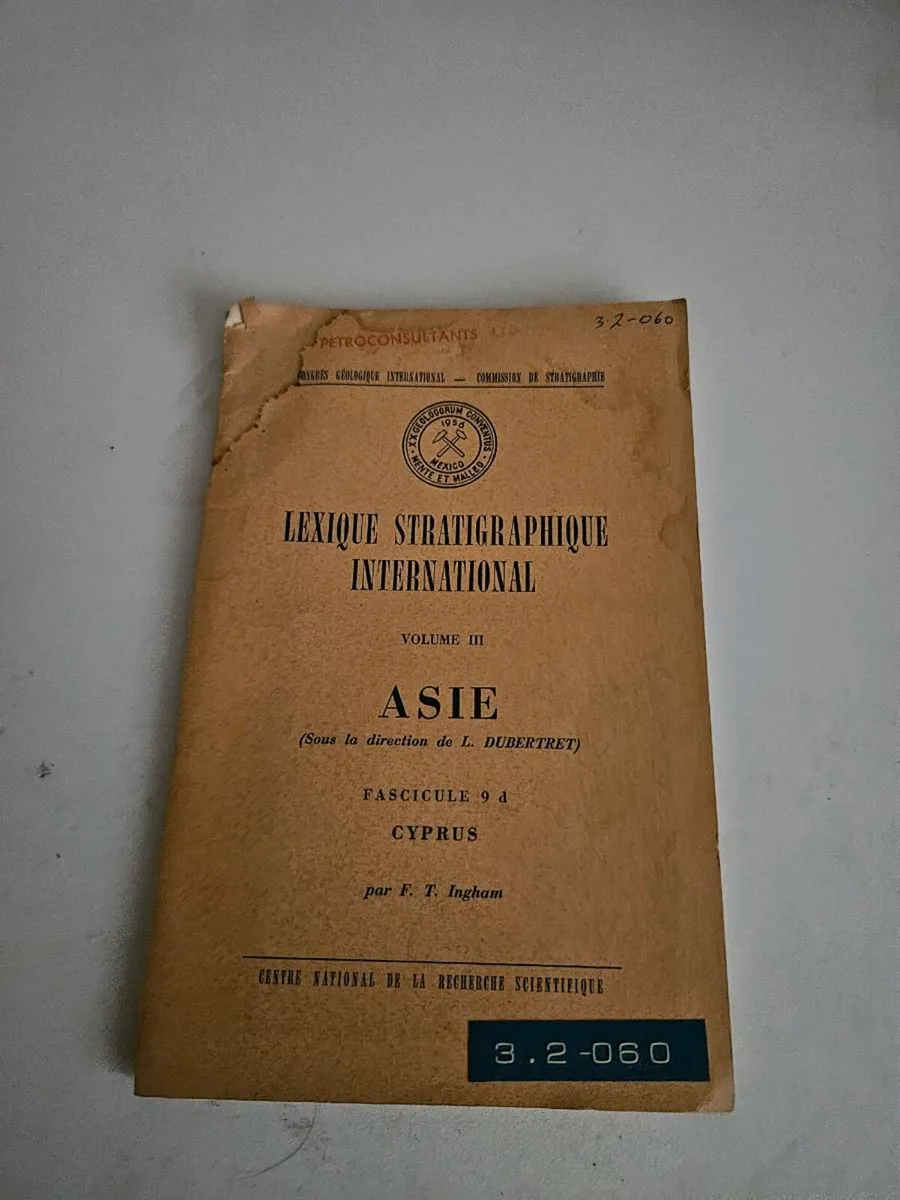 3.2-060
PETROCONSULTANTS LTD
CONGRÈS GÉOLOGIQUE INTERNATIONAL — COMMISSION DE STRATIGRAPHIE
XX GEOLOGORUM CONVENTUS
1956
MEXICO
· MENTE ET MALLEO ·
LEXIQUE STRATIGRAPHIQUE
INTERNATIONAL
VOLUME III
ASIE
(Sous la direction de L. DUBERTRET)
FASCICULE 9 d
CYPRUS
par F. T. Ingham
CENTRE NATIONAL DE LA RECHERCHE SCIENTIFIQUE
3.2-060